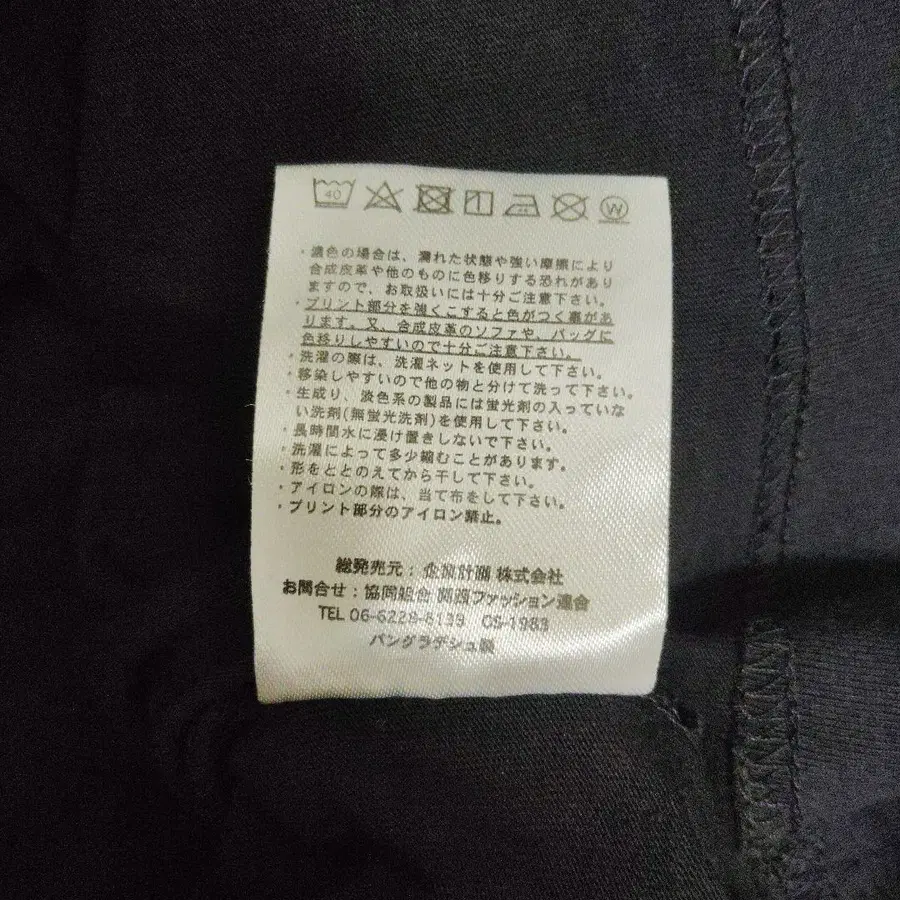 40 W
・濃色の場合は、濡れた状態や強い摩擦により
合成皮革や他のものに色移りする恐れがあり
ますので、お取扱いには十分ご注意下さい。
・プリント部分を強くこすると色がつく事があ
ります。又、合成皮革のソファや、バッグに
色移りしやすいので十分ご注意下さい。
・洗濯の際は、洗濯ネットを使用して下さい。
・移染しやすいので他の物と分けて洗って下さい。
・生成り、淡色系の製品には蛍光剤の入っていな
い洗剤(無蛍光洗剤)を使用して下さい。
・長時間水に浸け置きしないで下さい。
・洗濯によって多少縮むことがあります。
・形をととのえてから干して下さい。
・アイロンの際は、当て布をして下さい。
・プリント部分のアイロン禁止。
総発売元：企業計画 株式会社
お問合せ：協同組合 関西ファッション連合
TEL 06-6228-8139 OS-1983
バングラデシュ製